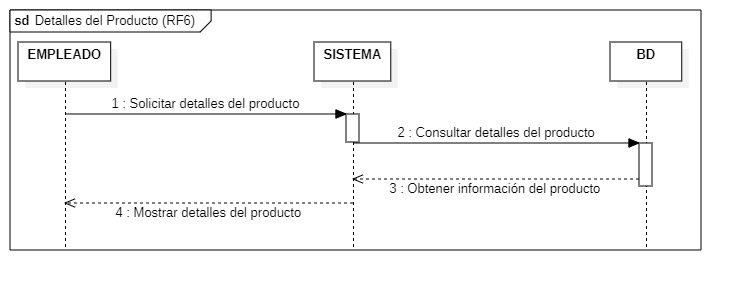 sd Detalles del Producto (RF6)
EMPLEADO
SISTEMA
BD
1 : Solicitar detalles del producto
2 : Consultar detalles del producto
3 : Obtener información del producto
4 : Mostrar detalles del producto